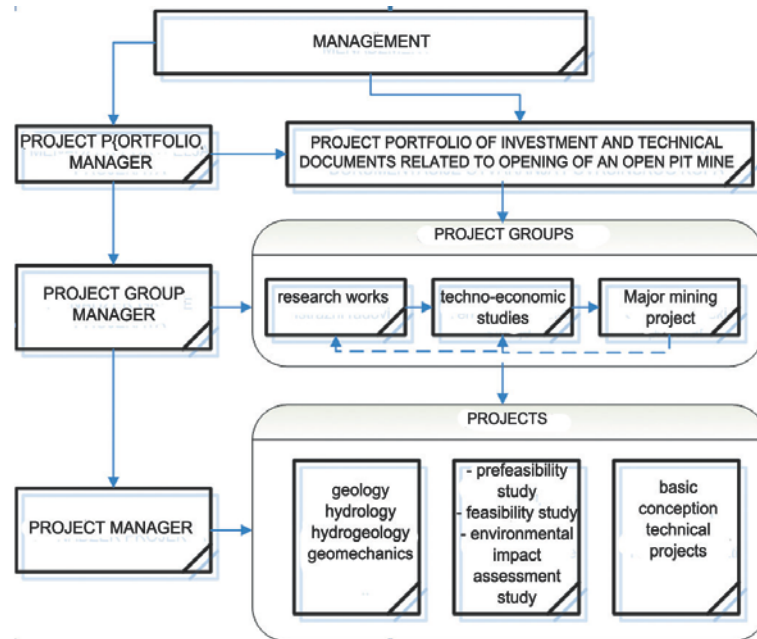 MANAGEMENT
PROJECT P{ORTFOLIO,
MANAGER
PROJECT PORTFOLIO OF INVESTMENT AND TECHNICAL
DOCUMENTS RELATED TO OPENING OF AN OPEN PIT MINE
PROJECT GROUPS
PROJECT GROUP
MANAGER
research works
techno-economic
studies
Major mining
project
PROJECTS
PROJECT MANAGER
geology
hydrology
hydrogeology
geomechanics
- prefeasibility
study
- feasibility study
- environmental
impact
assessment
study
basic
conception
technical
projects